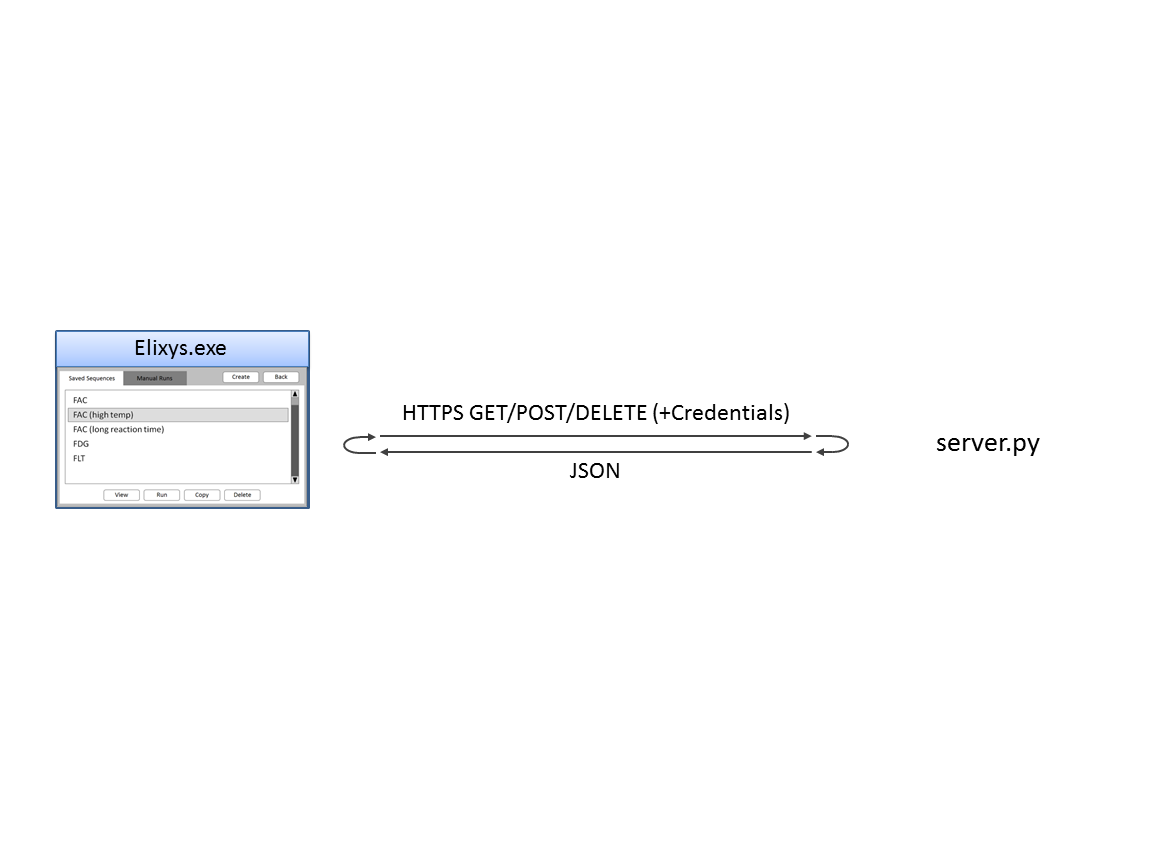 Elixys.exe
Saved Sequences Manual Runs Create Back
FAC
FAC (high temp)
FAC (long reaction time)
FDG
FLT
View Run Copy Delete
HTTPS GET/POST/DELETE (+Credentials)
JSON
server.py